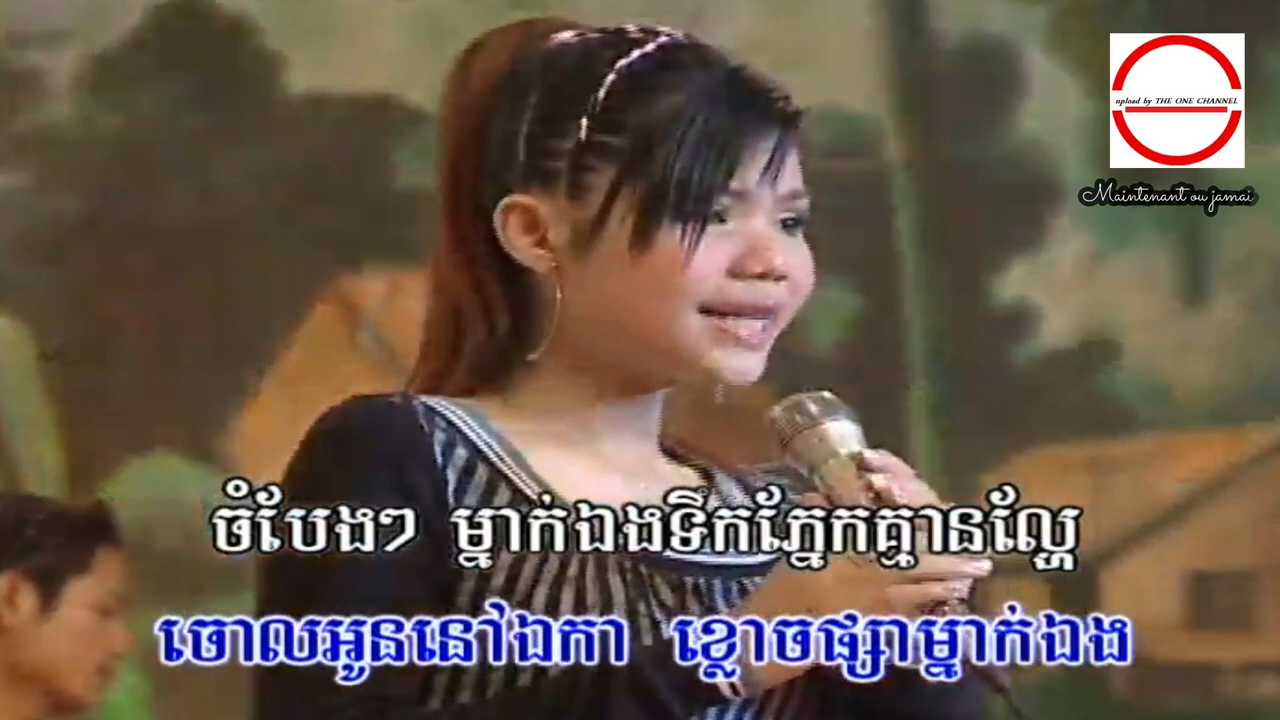 upload by THE ONE CHANNEL
Maintenant ou jamai
ចំបែងៗ ម្នាក់ឯងទឹកភ្នែកគ្មានល្ហែ
ចោលអូននៅឯកា ខ្លោចផ្សាម្នាក់ឯង